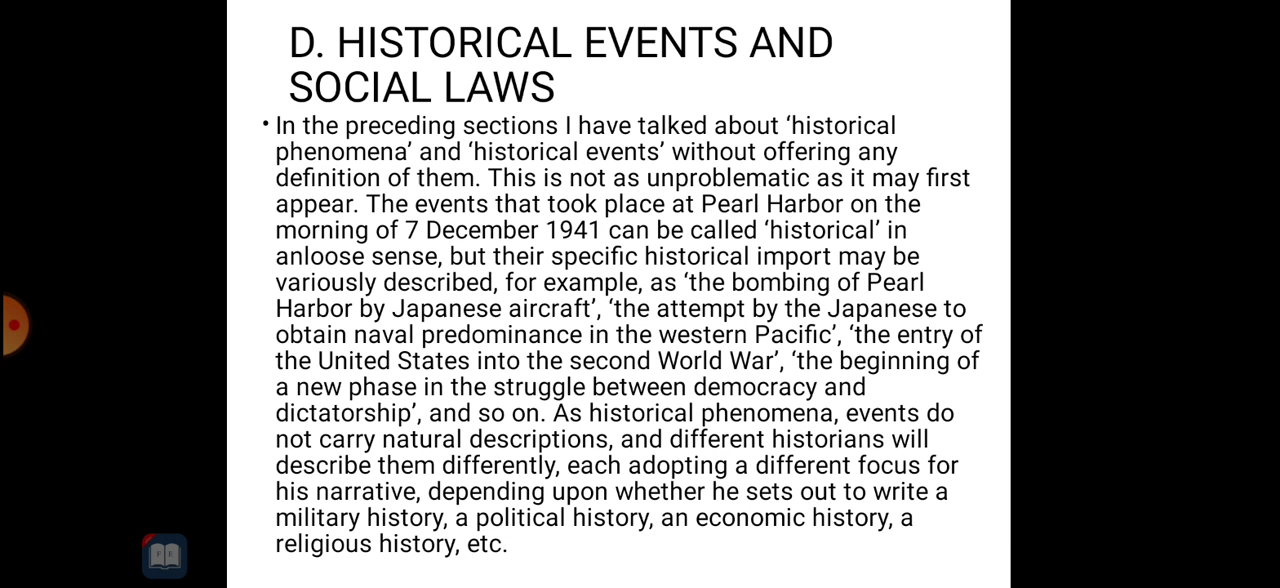 D. HISTORICAL EVENTS AND
SOCIAL LAWS
• In the preceding sections I have talked about ‘historical
phenomena’ and ‘historical events’ without offering any
definition of them. This is not as unproblematic as it may first
appear. The events that took place at Pearl Harbor on the
morning of 7 December 1941 can be called ‘historical’ in
anloose sense, but their specific historical import may be
variously described, for example, as ‘the bombing of Pearl
Harbor by Japanese aircraft’, ‘the attempt by the Japanese to
obtain naval predominance in the western Pacific’, ‘the entry of
the United States into the second World War’, ‘the beginning of
a new phase in the struggle between democracy and
dictatorship’, and so on. As historical phenomena, events do
not carry natural descriptions, and different historians will
describe them differently, each adopting a different focus for
his narrative, depending upon whether he sets out to write a
military history, a political history, an economic history, a
religious history, etc.
F E